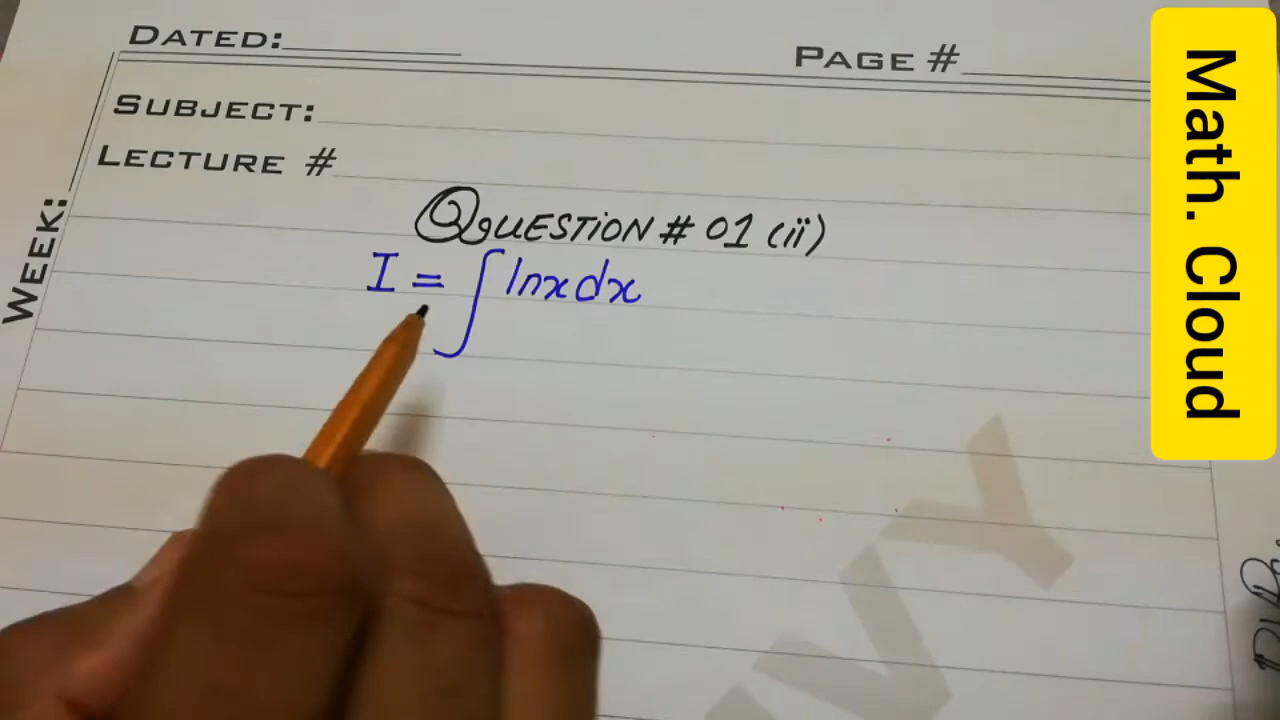 DATED:
PAGE #
SUBJECT:
LECTURE #
WEEK:
QUESTION # 01 (ii)
I = ∫ lnx dx
Math. Cloud